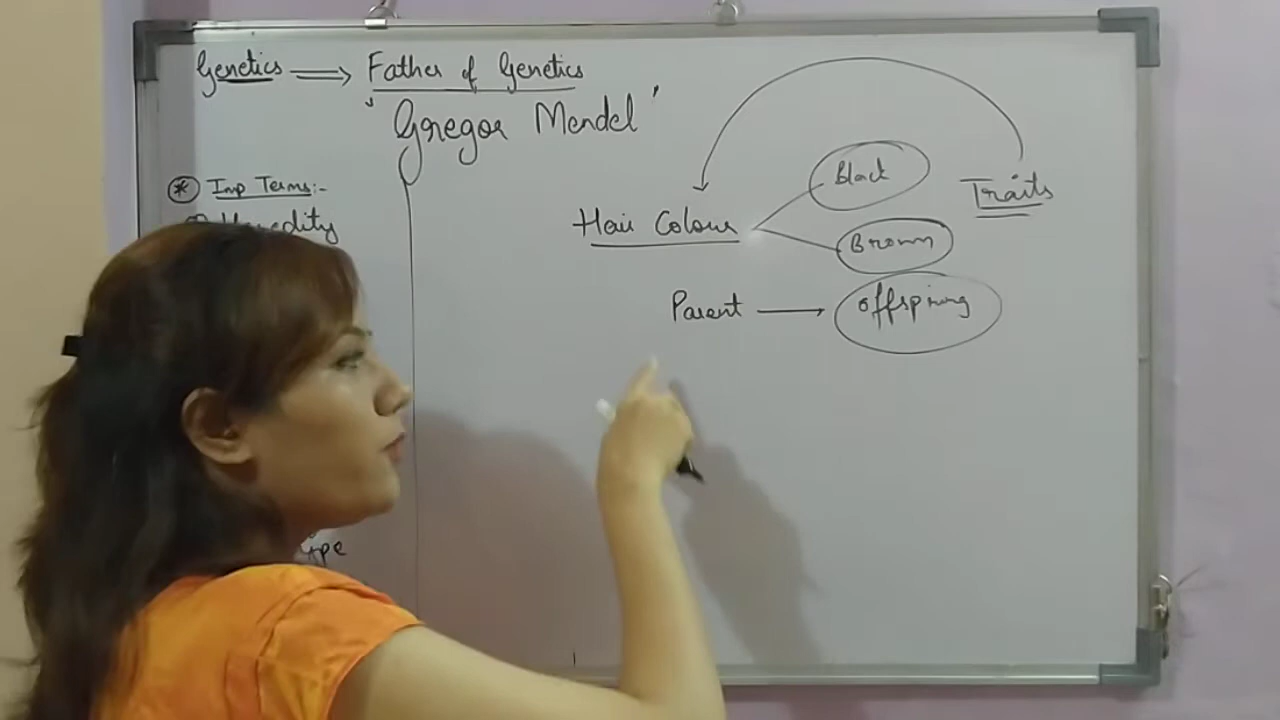 Genetics ⟹ Father of Genetics
'Gregor Mendel'
* Imp Terms:-
Heredity
Traits
Hair Colour
Black
Brown
Parent → offspring